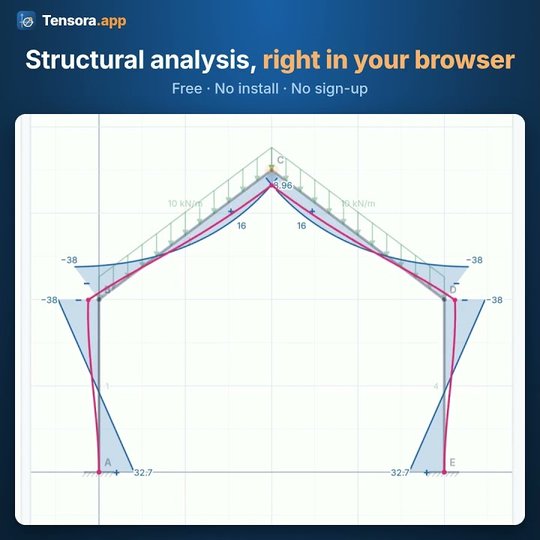 Tensora.app
Structural analysis, right in your browser
Free · No install · No sign-up
C
8.96
10 kN/m
10 kN/m
16
16
−38
−38
−38
−38
B
D
1
4
A
E
32.7
32.7